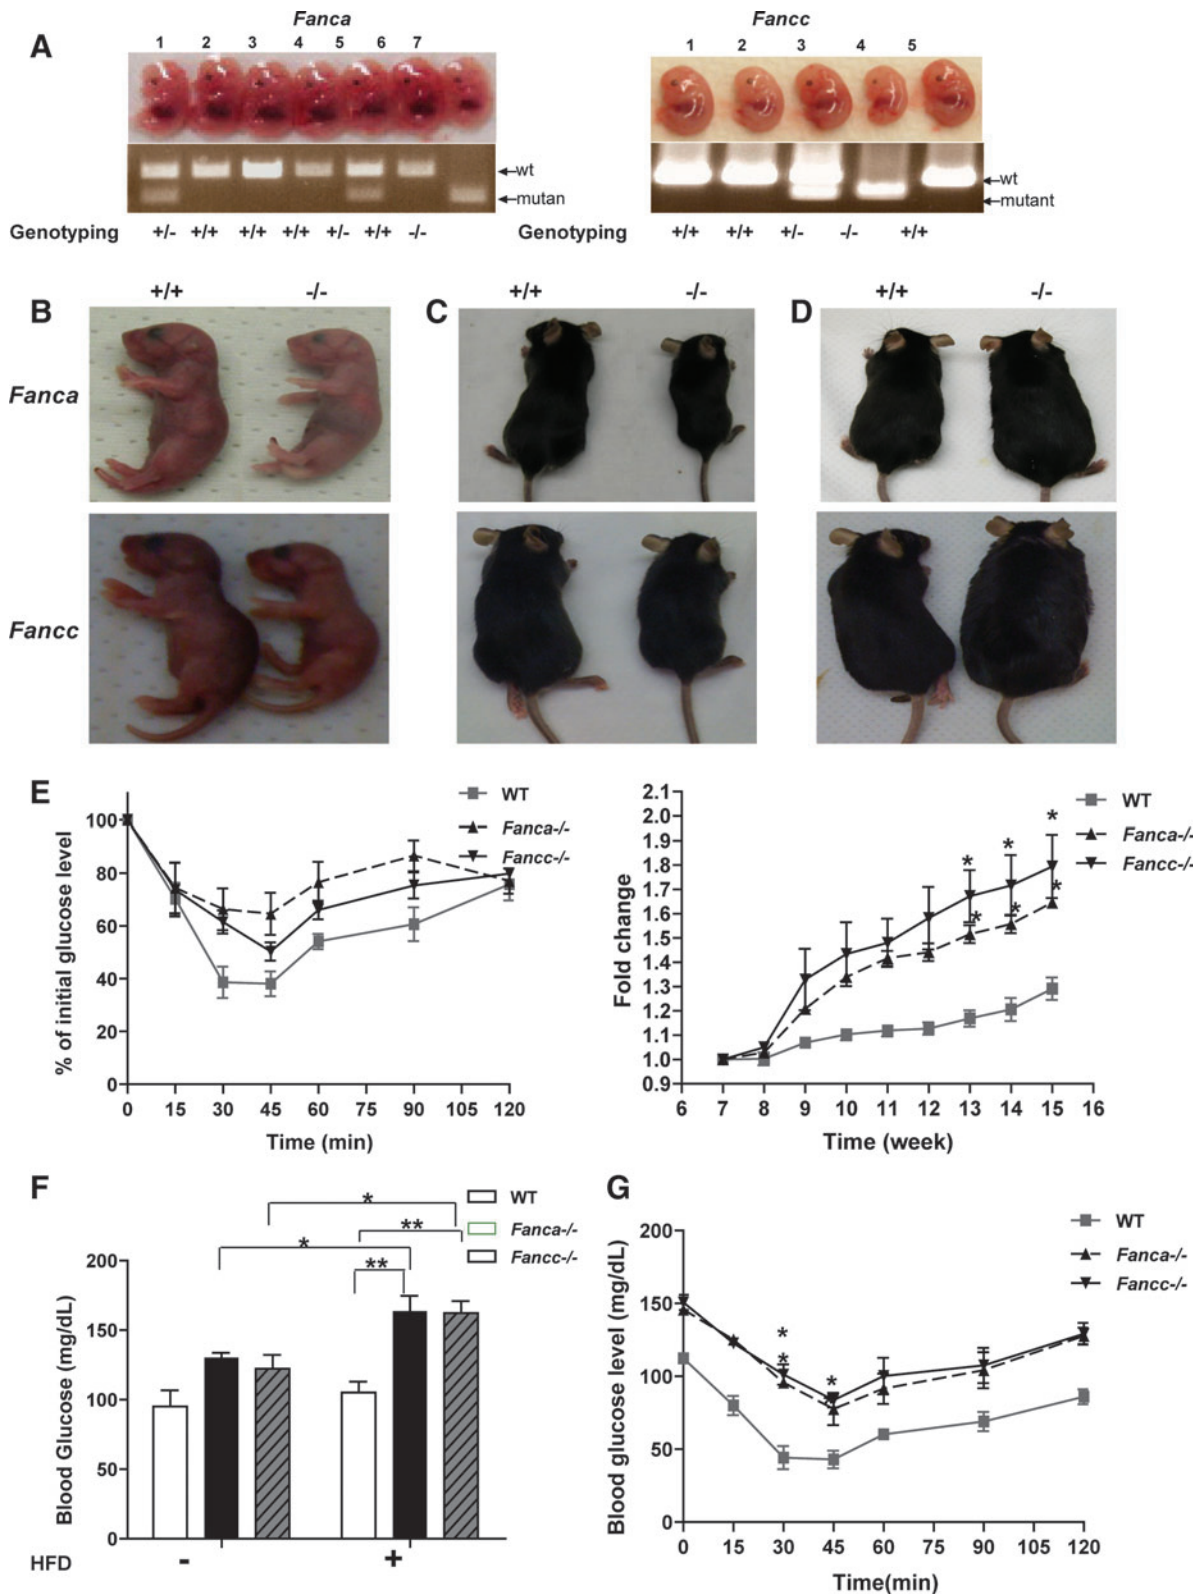 A
Fanca
1 2 3 4 5 6 7
wt
mutan
Genotyping +/- +/+ +/+ +/+ +/- +/+ -/-
Fancc
1 2 3 4 5
wt
mutant
Genotyping +/+ +/+ +/- -/- +/+
B +/+ -/-
C +/+ -/-
D +/+ -/-
Fanca
Fancc
E
WT
Fanca-/-
Fancc-/-
% of initial glucose level
100
80
60
40
20
0
0 15 30 45 60 75 90 105 120
Time (min)
WT
Fanca-/-
Fancc-/-
Fold change
2.1
2.0
1.9
1.8
1.7
1.6
1.5
1.4
1.3
1.2
1.1
1.0
0.9
* * *
* * *
6 7 8 9 10 11 12 13 14 15 16
Time (week)
F
WT
Fanca-/-
Fancc-/-
*
**
*
**
Blood Glucose (mg/dL)
200
150
100
50
0
HFD - +
G
WT
Fanca-/-
Fancc-/-
Blood glucose level (mg/dL)
200
150
100
50
0
*
*
*
0 15 30 45 60 75 90 105 120
Time(min)